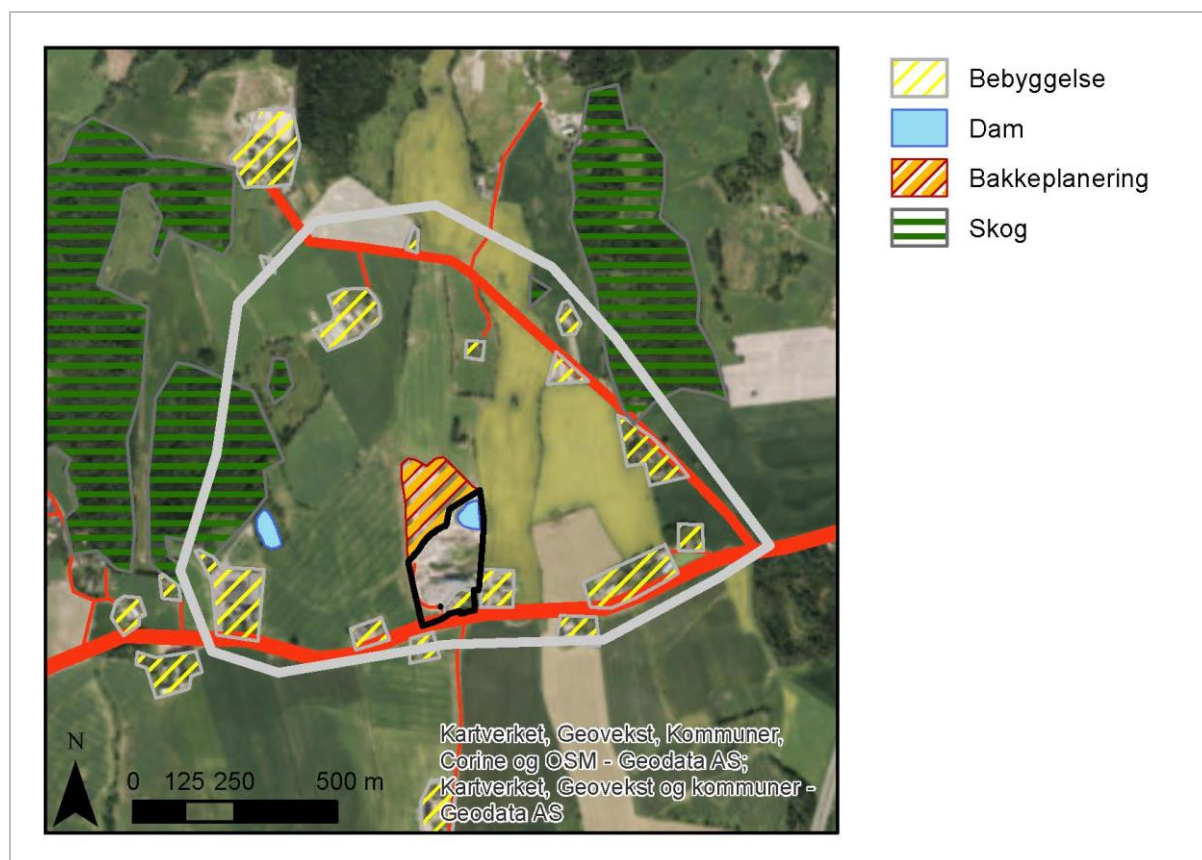 Bebyggelse
Dam
Bakkeplanering
Skog
Kartverket, Geovekst, Kommuner,
Corine og OSM - Geodata AS;
Kartverket, Geovekst og kommuner -
Geodata AS
N
0 125 250 500 m